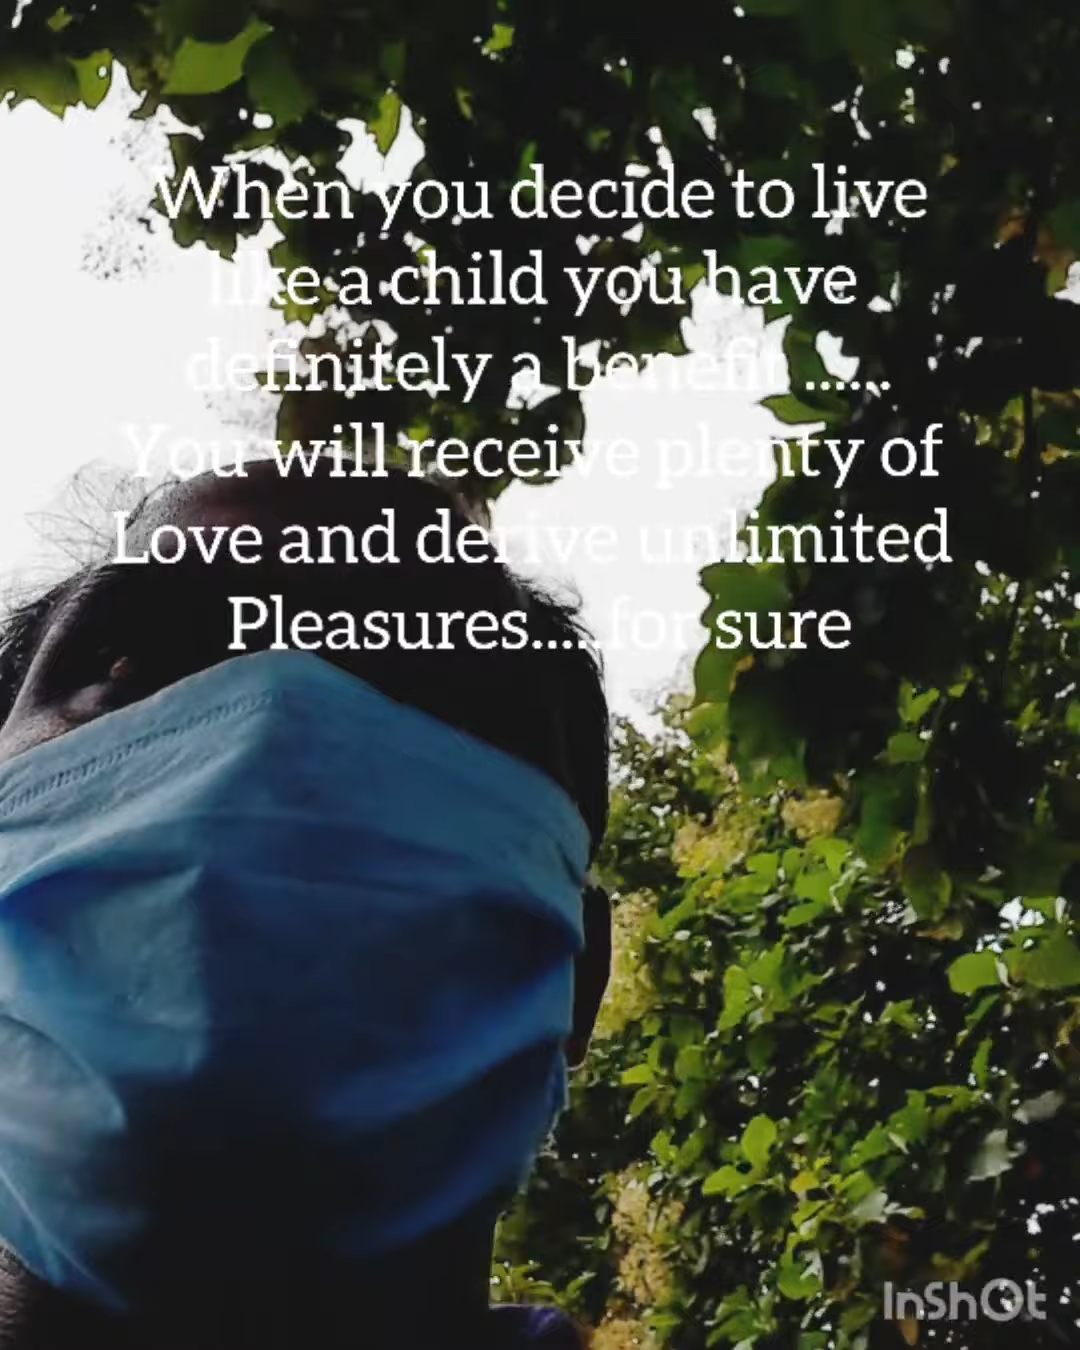 When you decide to live
like a child you have
definitely a benefit ......
You will receive plenty of
Love and derive unlimited
Pleasures.....for sure
InShOt